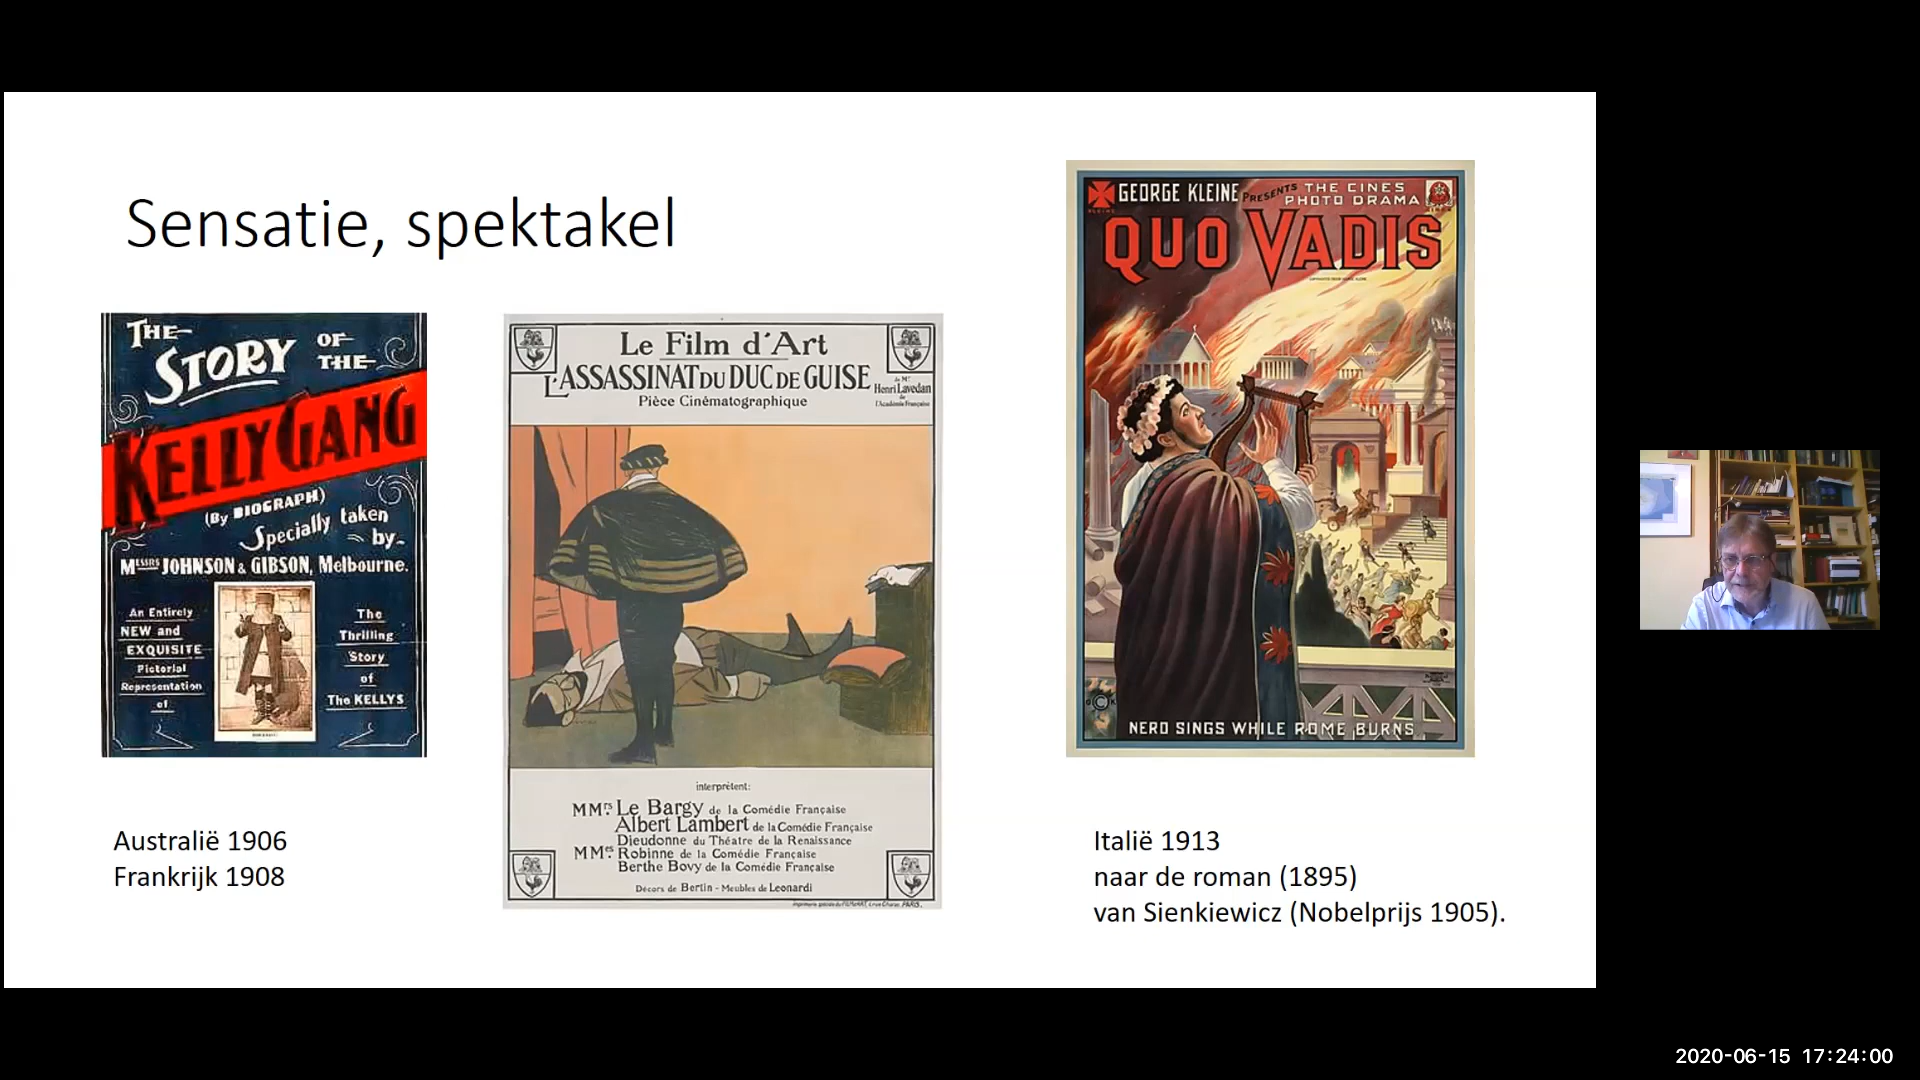 Sensatie, spektakel
THE
STORY OF
THE
KELLY GANG
(By BIOGRAPH)
Specially taken
by-
MESSRS JOHNSON & GIBSON, Melbourne.
An Entirely
NEW and
EXQUISITE
Pictorial
Representation
of
The
Thrilling
Story
of
The KELLYS
Australië 1906
Frankrijk 1908
Le Film d'Art
L'ASSASSINAT DU DUC DE GUISE
Pièce Cinématographique
de Mr
Henri Lavedan
de
l'Académie Française
interprètent:
MMrs. Le Bargy de la Comédie Française
Albert Lambert de la Comédie Française
Dieudonne du Théatre de la Renaissance
MMes. Robinne de la Comédie Française
Berthe Bovy de la Comédie Française
Décors de Bertin - Meubles de Leonardi
GEORGE KLEINE PRESENTS THE CINES
PHOTO DRAMA
QUO VADIS
NERO SINGS WHILE ROME BURNS
Italië 1913
naar de roman (1895)
van Sienkiewicz (Nobelprijs 1905).
2020-06-15 17:24:00